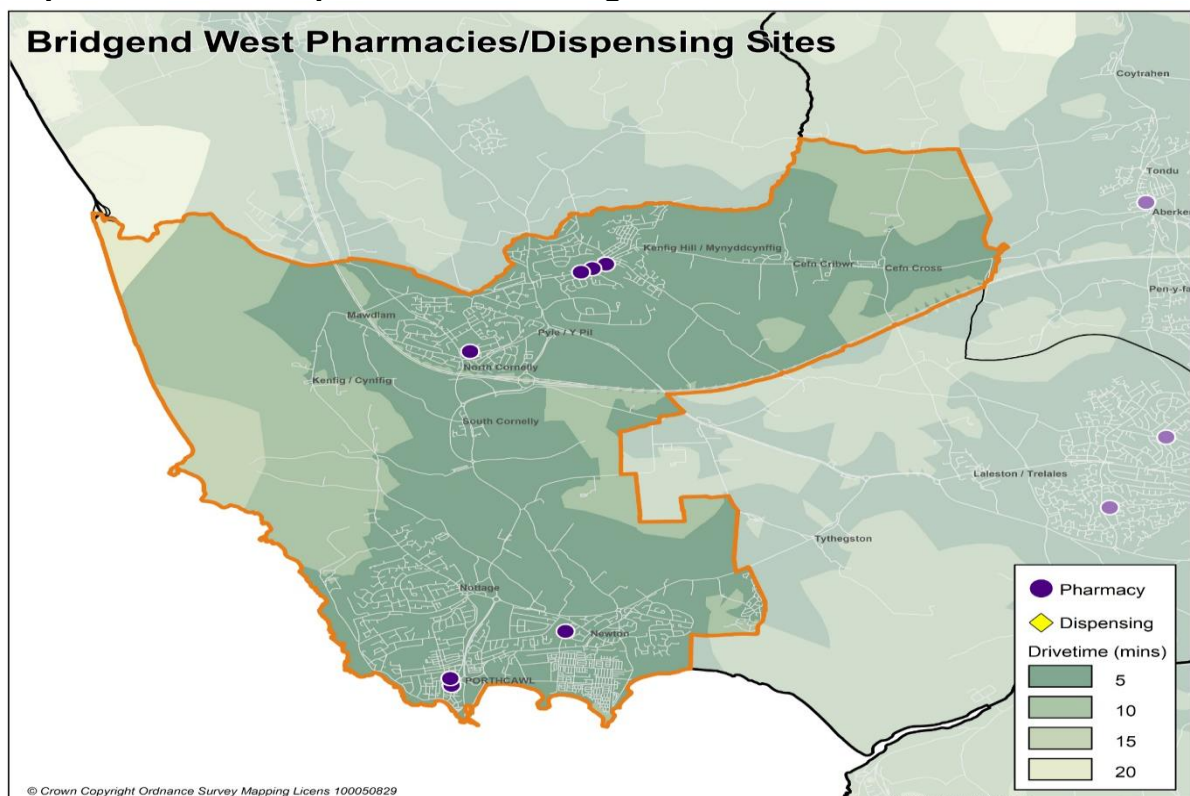 Bridgend West Pharmacies/Dispensing Sites
Coytrahen
Tondu
Aberken
Kenfig Hill / Mynyddcynffig
Cefn Cribwr
Cefn Cross
Pen-y-fa
Mawdlam
Pyle / Y Pil
North Cornelly
Kenfig / Cynffig
South Cornelly
Laleston / Trelales
Tythegston
Nottage
Newton
PORTHCAWL
Pharmacy
Dispensing
Drivetime (mins)
5
10
15
20
© Crown Copyright Ordnance Survey Mapping Licens 100050829